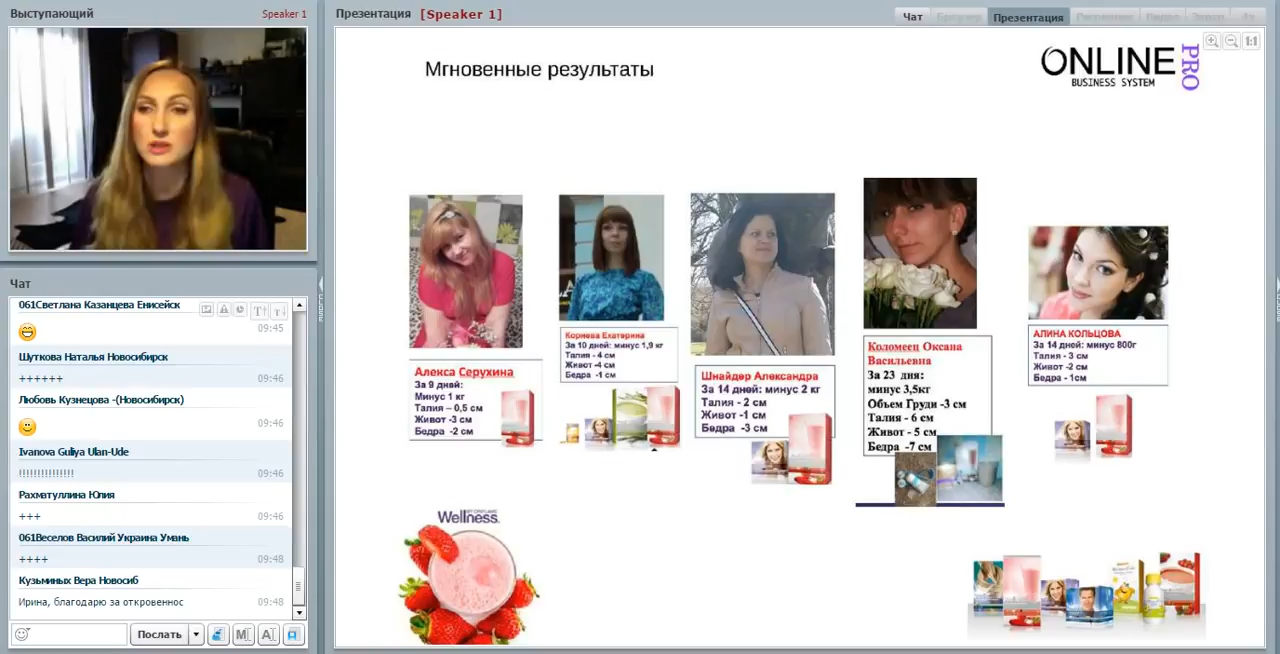 Выступающий
Speaker 1
Чат
061Светлана Казанцева Енисейск
09:45
Шуткова Наталья Новосибирск
++++++
09:46
Любовь Кузнецова -(Новосибирск)
09:46
Ivanova Guliya Ulan-Ude
!!!!!!!!!!!!!!!
09:46
Рахматуллина Юлия
+++
09:46
061Веселов Василий Украина Умань
++++
09:48
Кузьминых Вера Новосиб
Ирина, благодарю за откровеннос
09:48
Послать
Презентация [Speaker 1]
Чат
Презентация
1:1
Мгновенные результаты
ONLINE PRO
BUSINESS SYSTEM
Алекса Серухина
За 9 дней:
Минус 1 кг
Талия – 0,5 см
Живот -3 см
Бедра -2 см
Корнева Екатерина
За 10 дней: минус 1,9 кг
Талия - 4 см
Живот -4 см
Бедра -1 см
Шнайдер Александра
За 14 дней: минус 2 кг
Талия - 2 см
Живот -1 см
Бедра -3 см
Коломеец Оксана
Васильевна
За 23 дня:
минус 3,5кг
Объем Груди -3 см
Талия - 6 см
Живот - 5 см
Бедра -7 см
АЛИНА КОЛЬЦОВА
За 14 дней: минус 800г
Талия - 3 см
Живот -2 см
Бедра - 1см
Wellness
BY ORIFLAME